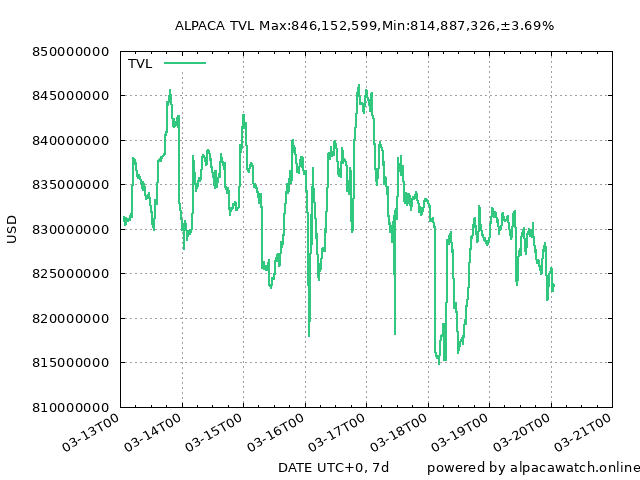 ALPACA TVL Max:846,152,599,Min:814,887,326,±3.69%
850000000
TVL
845000000
840000000
835000000
830000000
825000000
820000000
815000000
810000000
USD
03-13T00
03-14T00
03-15T00
03-16T00
03-17T00
03-18T00
03-19T00
03-20T00
03-21T00
DATE UTC+0, 7d
powered by alpacawatch.online